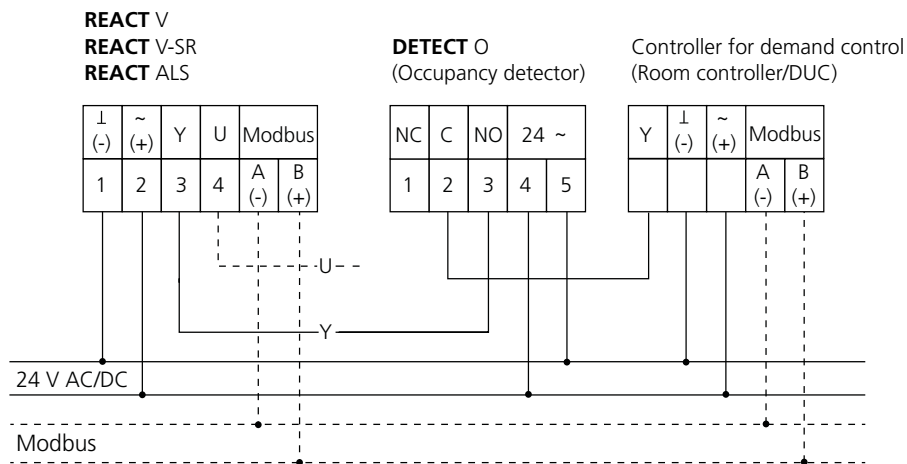 REACT V
REACT V-SR
REACT ALS
DETECT O
(Occupancy detector)
Controller for demand control
(Room controller/DUC)
⊥ (-) ~ (+) Y U Modbus
1 2 3 4 A (-) B (+)
NC C NO 24 ~
1 2 3 4 5
Y ⊥ (-) ~ (+) Modbus
A (-) B (+)
U
Y
24 V AC/DC
Modbus